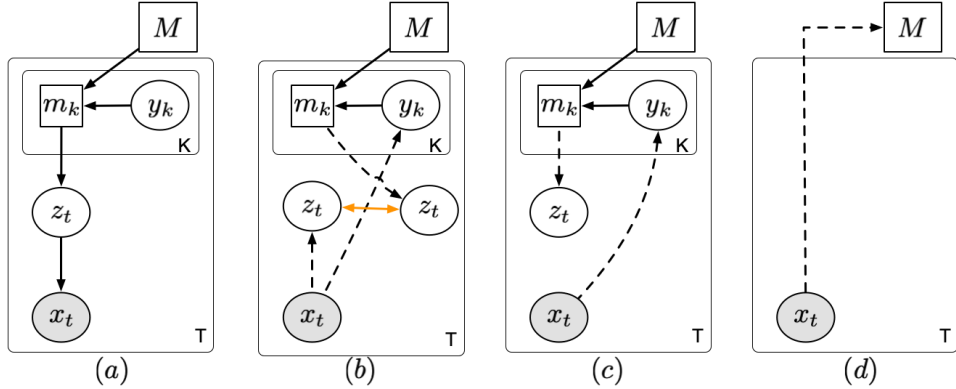 M M M M
m_k y_k m_k y_k m_k y_k
K K K
z_t z_t z_t z_t
x_t x_t x_t x_t
T T T T
(a) (b) (c) (d)